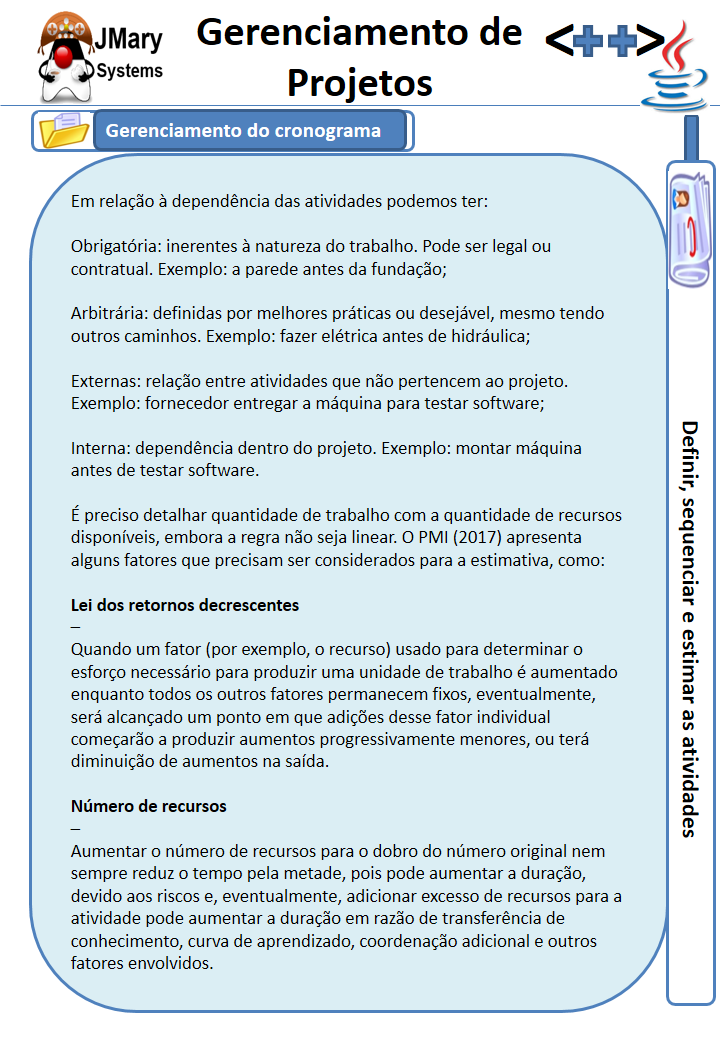 JMary
Systems
Gerenciamento de
Projetos
<++>
Gerenciamento do cronograma
Em relação à dependência das atividades podemos ter:
Obrigatória: inerentes à natureza do trabalho. Pode ser legal ou
contratual. Exemplo: a parede antes da fundação;
Arbitrária: definidas por melhores práticas ou desejável, mesmo tendo
outros caminhos. Exemplo: fazer elétrica antes de hidráulica;
Externas: relação entre atividades que não pertencem ao projeto.
Exemplo: fornecedor entregar a máquina para testar software;
Interna: dependência dentro do projeto. Exemplo: montar máquina
antes de testar software.
É preciso detalhar quantidade de trabalho com a quantidade de recursos
disponíveis, embora a regra não seja linear. O PMI (2017) apresenta
alguns fatores que precisam ser considerados para a estimativa, como:
Lei dos retornos decrescentes
–
Quando um fator (por exemplo, o recurso) usado para determinar o
esforço necessário para produzir uma unidade de trabalho é aumentado
enquanto todos os outros fatores permanecem fixos, eventualmente,
será alcançado um ponto em que adições desse fator individual
começarão a produzir aumentos progressivamente menores, ou terá
diminuição de aumentos na saída.
Número de recursos
–
Aumentar o número de recursos para o dobro do número original nem
sempre reduz o tempo pela metade, pois pode aumentar a duração,
devido aos riscos e, eventualmente, adicionar excesso de recursos para a
atividade pode aumentar a duração em razão de transferência de
conhecimento, curva de aprendizado, coordenação adicional e outros
fatores envolvidos.
Definir, sequenciar e estimar as atividades